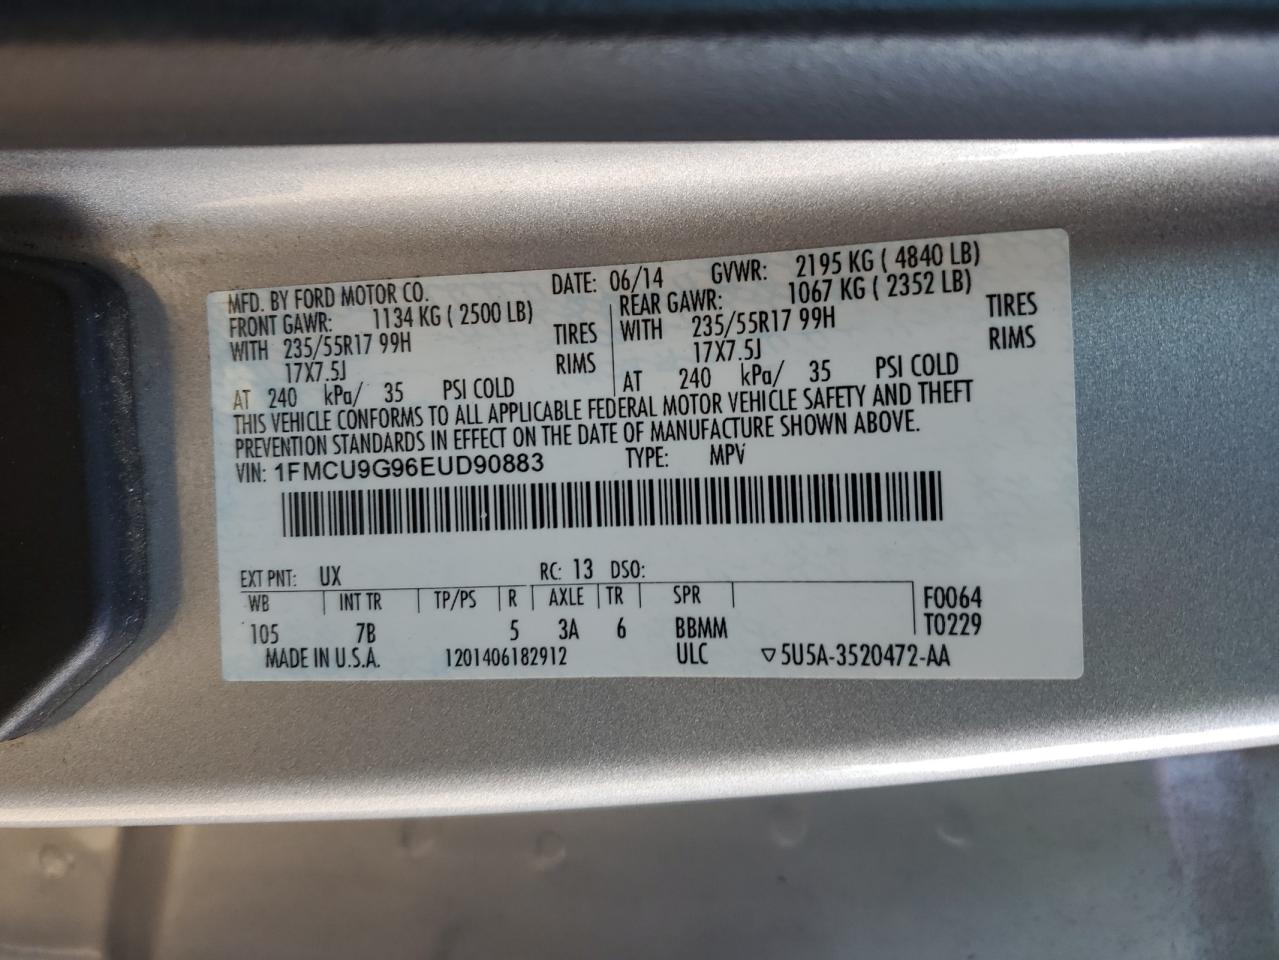 MFD. BY FORD MOTOR CO. DATE: 06/14 GVWR: 2195 KG ( 4840 LB)
FRONT GAWR: 1134 KG ( 2500 LB) REAR GAWR: 1067 KG ( 2352 LB)
WITH 235/55R17 99H TIRES WITH 235/55R17 99H TIRES
17X7.5J RIMS 17X7.5J RIMS
AT 240 kPa/ 35 PSI COLD AT 240 kPa/ 35 PSI COLD
THIS VEHICLE CONFORMS TO ALL APPLICABLE FEDERAL MOTOR VEHICLE SAFETY AND THEFT
PREVENTION STANDARDS IN EFFECT ON THE DATE OF MANUFACTURE SHOWN ABOVE.
VIN: 1FMCU9G96EUD90883 TYPE: MPV
EXT PNT: UX RC: 13 DSO:
WB INT TR TP/PS R AXLE TR SPR F0064
105 7B 5 3A 6 BBMM T0229
MADE IN U.S.A. 1201406182912 ULC ▽5U5A-3520472-AA